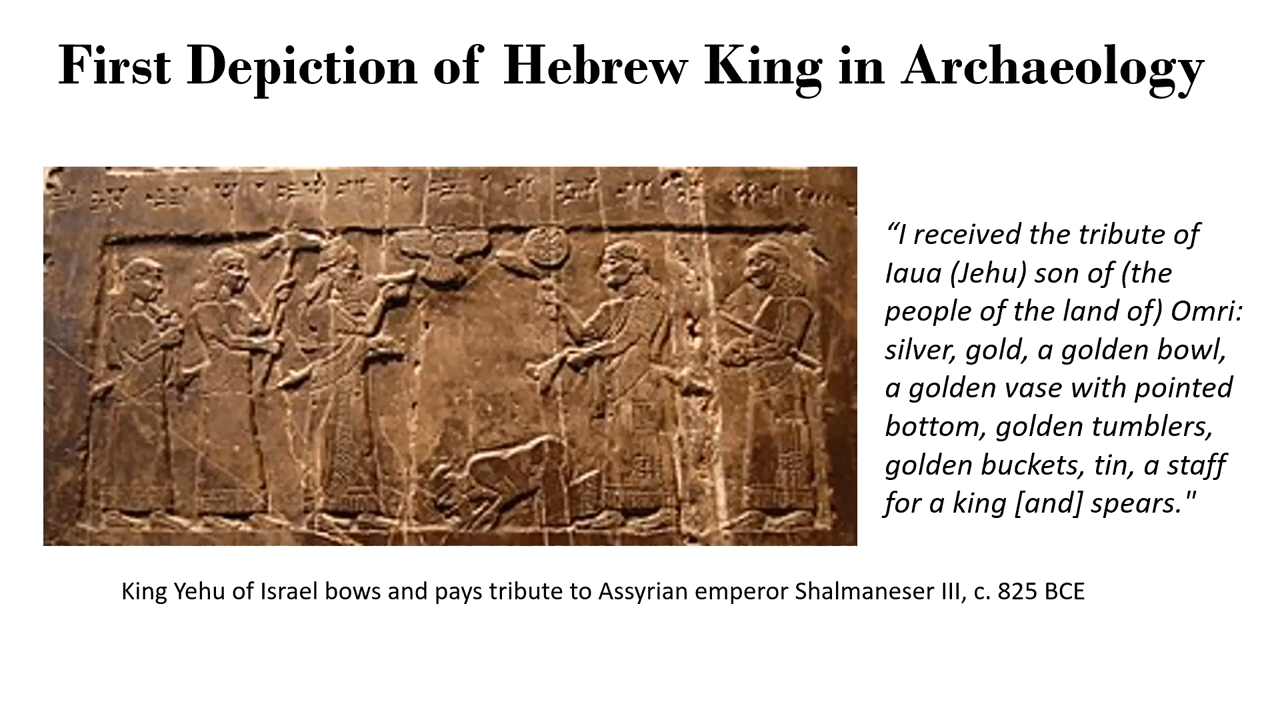 First Depiction of Hebrew King in Archaeology
“I received the tribute of
Iaua (Jehu) son of (the
people of the land of) Omri:
silver, gold, a golden bowl,
a golden vase with pointed
bottom, golden tumblers,
golden buckets, tin, a staff
for a king [and] spears."
King Yehu of Israel bows and pays tribute to Assyrian emperor Shalmaneser III, c. 825 BCE